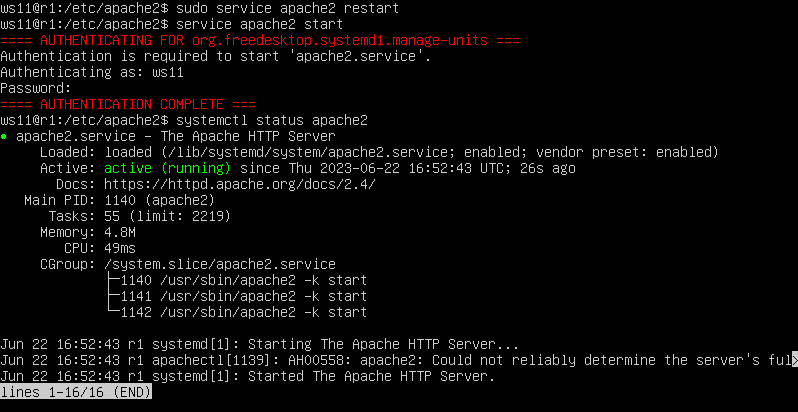 ws11@r1:/etc/apache2$ sudo service apache2 restart
ws11@r1:/etc/apache2$ service apache2 start
==== AUTHENTICATING FOR org.freedesktop.systemd1.manage-units ===
Authentication is required to start 'apache2.service'.
Authenticating as: ws11
Password:
==== AUTHENTICATION COMPLETE ===
ws11@r1:/etc/apache2$ systemctl status apache2
● apache2.service – The Apache HTTP Server
     Loaded: loaded (/lib/systemd/system/apache2.service; enabled; vendor preset: enabled)
     Active: active (running) since Thu 2023-06-22 16:52:43 UTC; 26s ago
       Docs: https://httpd.apache.org/docs/2.4/
   Main PID: 1140 (apache2)
      Tasks: 55 (limit: 2219)
     Memory: 4.8M
        CPU: 49ms
     CGroup: /system.slice/apache2.service
             ├─1140 /usr/sbin/apache2 -k start
             ├─1141 /usr/sbin/apache2 -k start
             └─1142 /usr/sbin/apache2 -k start
Jun 22 16:52:43 r1 systemd[1]: Starting The Apache HTTP Server...
Jun 22 16:52:43 r1 apachectl[1139]: AH00558: apache2: Could not reliably determine the server's ful>
Jun 22 16:52:43 r1 systemd[1]: Started The Apache HTTP Server.
lines 1-16/16 (END)